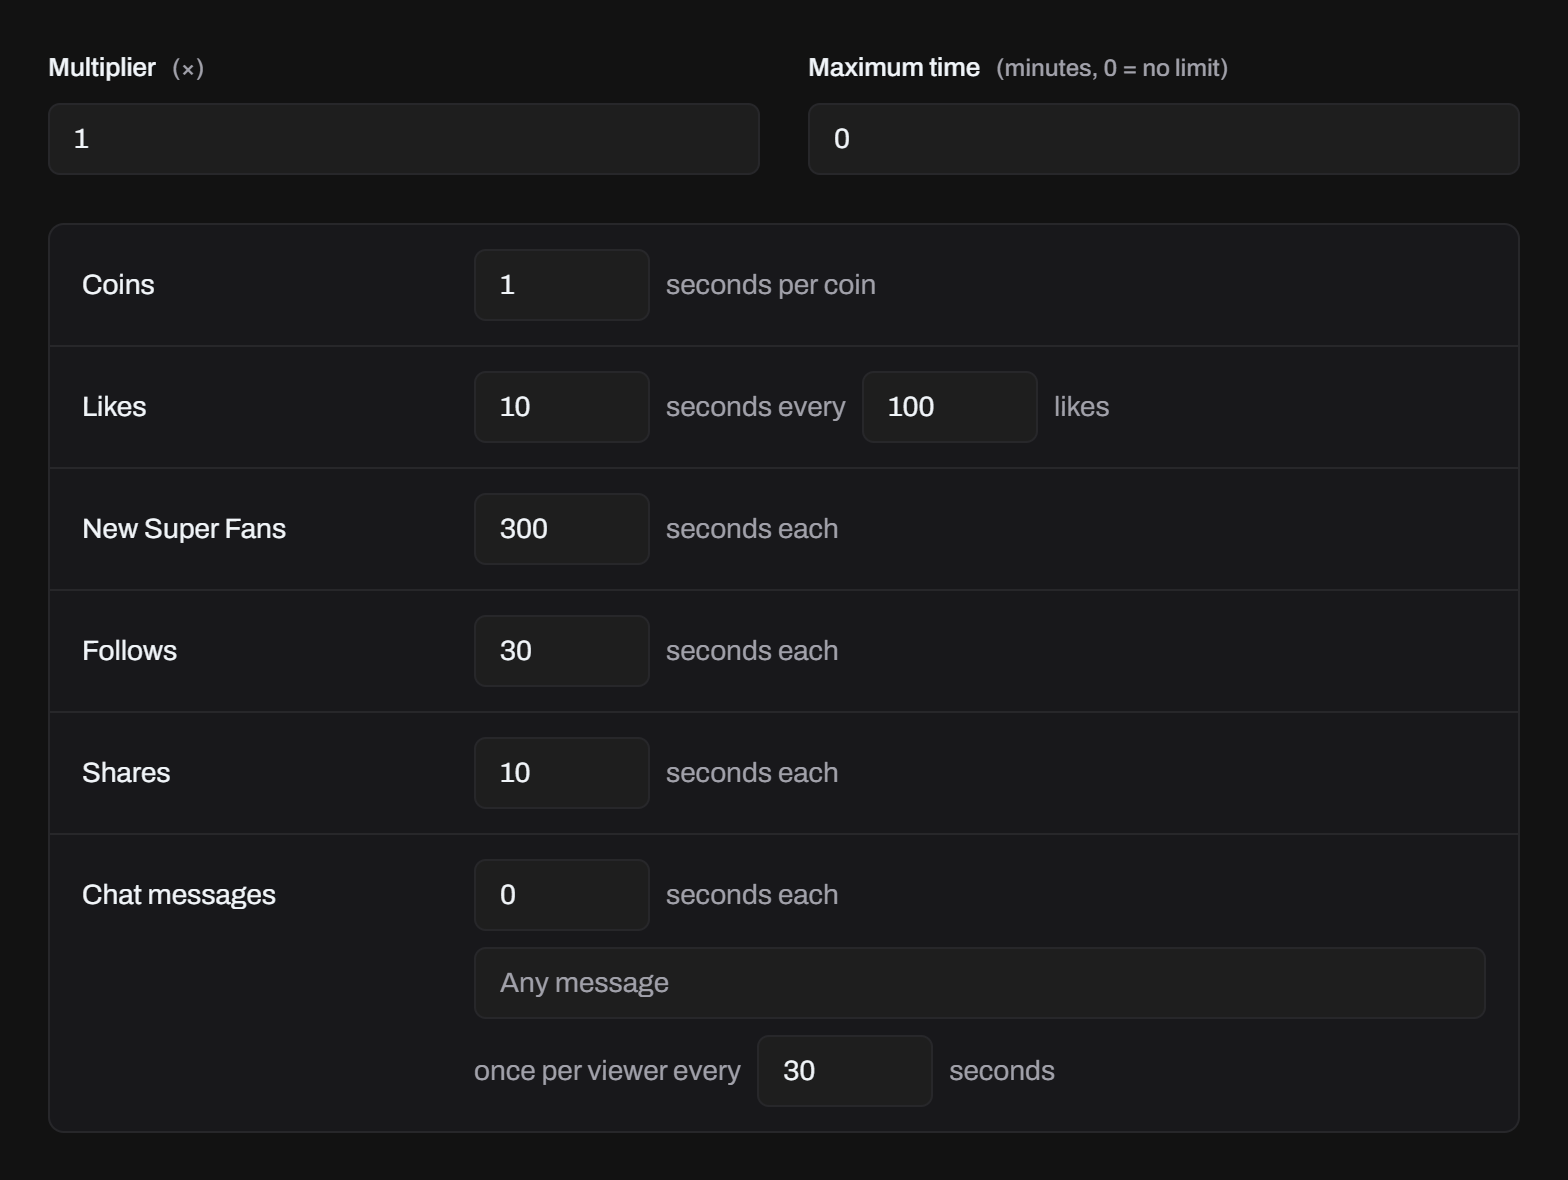 Multiplier (×)
Maximum time (minutes, 0 = no limit)
1
0
Coins 1 seconds per coin
Likes 10 seconds every 100 likes
New Super Fans 300 seconds each
Follows 30 seconds each
Shares 10 seconds each
Chat messages 0 seconds each
Any message
once per viewer every 30 seconds